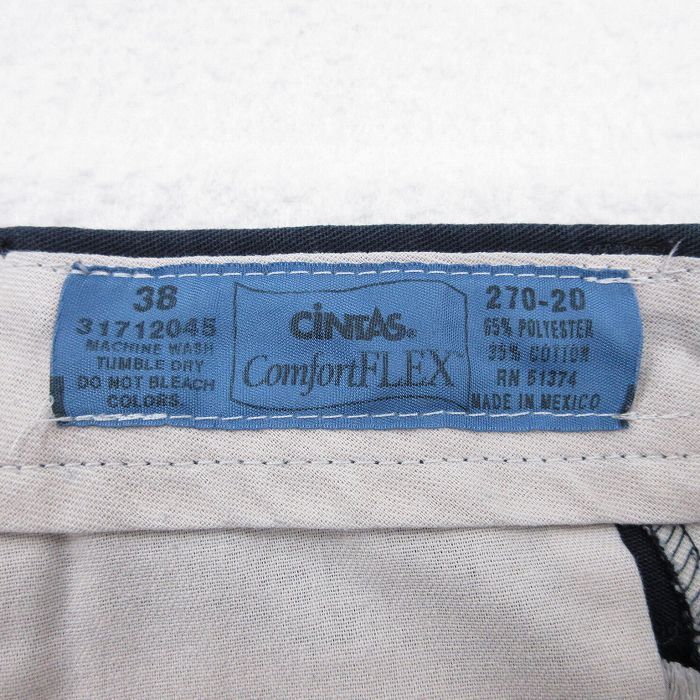 38
31712045
MACHINE WASH
TUMBLE DRY
DO NOT BLEACH
COLORS.
CINTAS®
ComfortFLEX™
270-20
65% POLYESTER
35% COTTON
RN 51374
MADE IN MEXICO